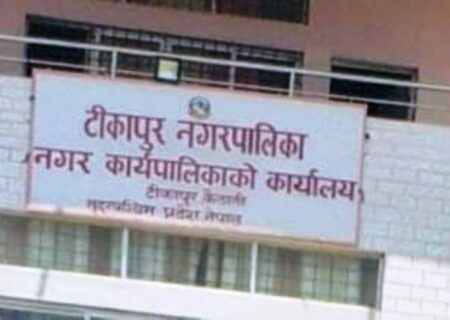 टीकापुर नगरपालिका
नगर कार्यपालिकाको कार्यालय
टीकापुर, कैलाली
सुदूरपश्चिम प्रदेश, नेपाल